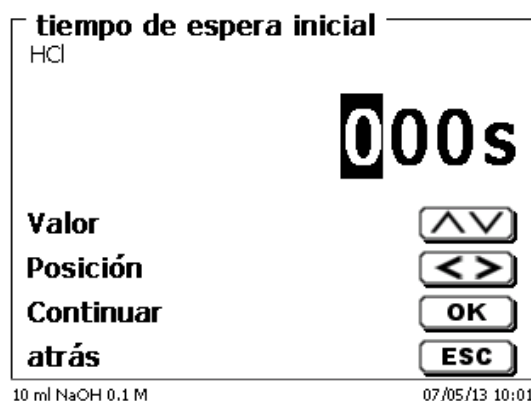 tiempo de espera inicial
HCl
000s
Valor
Posición
Continuar OK
atrás ESC
10 ml NaOH 0.1 M 07/05/13 10:01